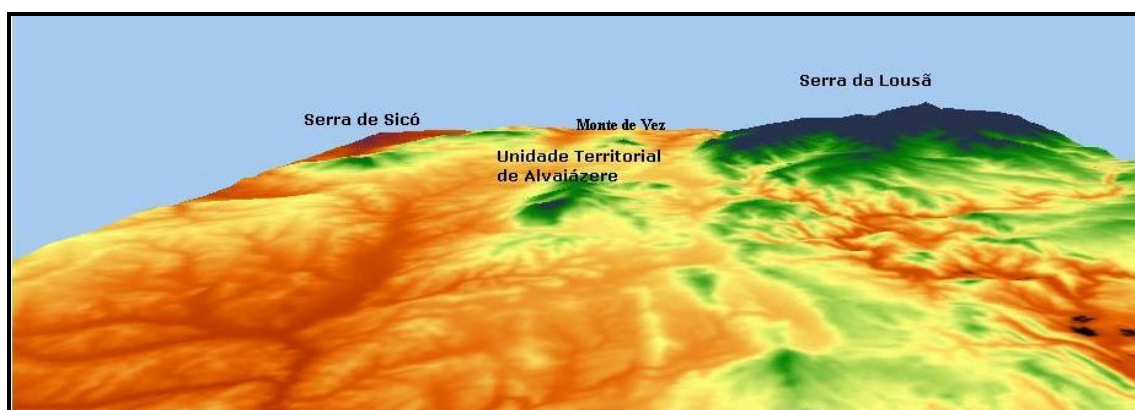 Serra da Lousã
Serra de Sicó
Monte de Vez
Unidade Territorial
de Alvaiázere